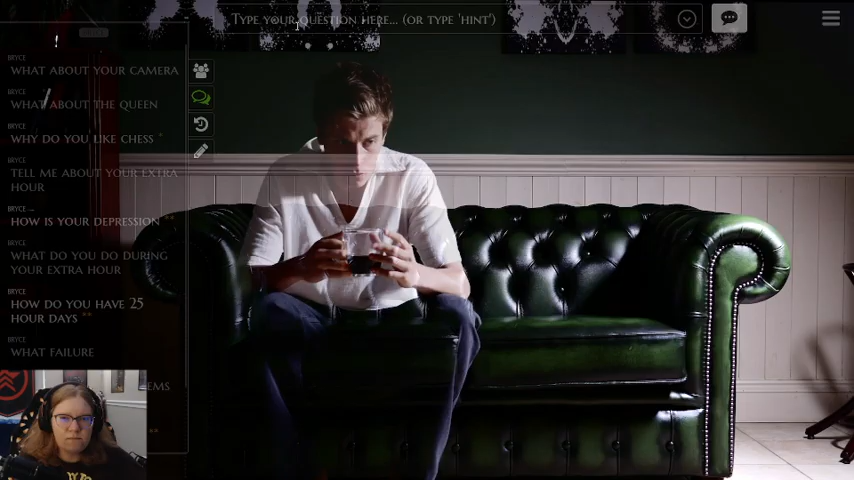 Type your question here... (or type 'hint')
BRYCE
WHAT ABOUT YOUR CAMERA
BRYCE
WHAT ABOUT THE QUEEN
BRYCE
WHY DO YOU LIKE CHESS *
BRYCE
TELL ME ABOUT YOUR EXTRA
HOUR
BRYCE
HOW IS YOUR DEPRESSION **
BRYCE
WHAT DO YOU DO DURING
YOUR EXTRA HOUR
BRYCE
HOW DO YOU HAVE 25
HOUR DAYS **
BRYCE
WHAT FAILURE